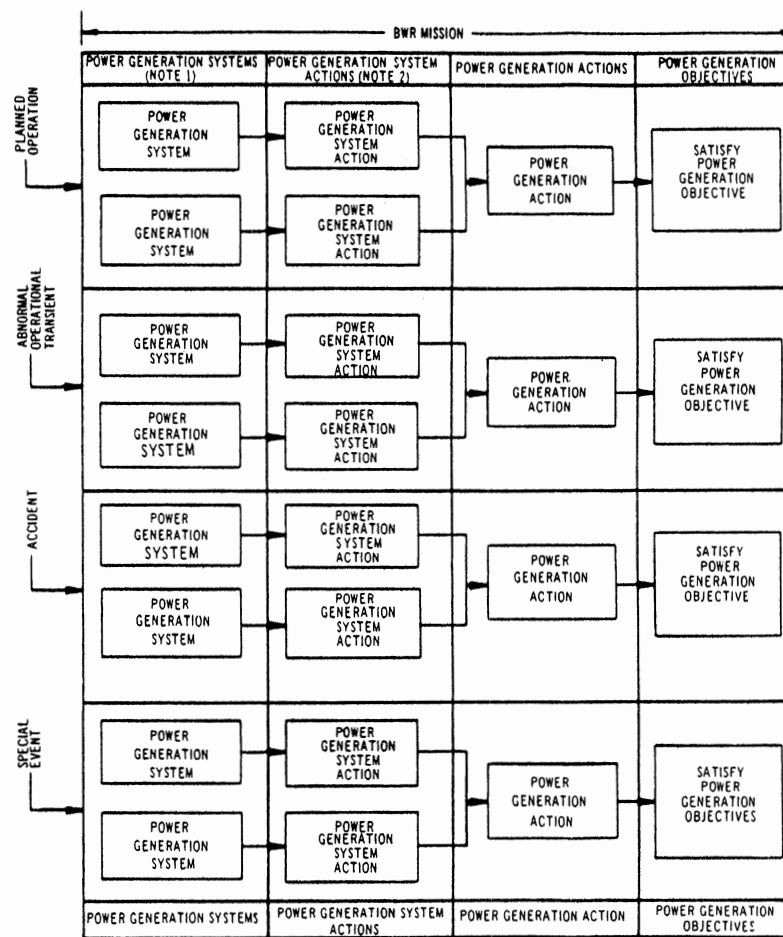 BWR MISSION
POWER GENERATION SYSTEMS
(NOTE 1)
POWER GENERATION SYSTEM
ACTIONS (NOTE 2)
POWER GENERATION ACTIONS
POWER GENERATION
OBJECTIVES
PLANNED
OPERATION
POWER
GENERATION
SYSTEM
POWER
GENERATION
SYSTEM
ACTION
POWER
GENERATION
SYSTEM
POWER
GENERATION
SYSTEM
ACTION
POWER
GENERATION
ACTION
SATISFY
POWER
GENERATION
OBJECTIVE
ABNORMAL
OPERATIONAL
TRANSIENT
POWER
GENERATION
SYSTEM
POWER
GENERATION
SYSTEM
ACTION
POWER
GENERATION
SYSTEM
POWER
GENERATION
SYSTEM
ACTION
POWER.
GENERATION
ACTION
SATISFY
POWER
GENERATION
OBJECTIVE
ACCIDENT
POWER
GENERATION
SYSTEM
POWER
GENERATION
SYSTEM
ACTION
POWER
GENERATION
SYSTEM
POWER
GENERATION
SYSTEM
ACTION
POWER
GENERATION
ACTION
SATISFY
POWER
GENERATION
OBJECTIVE
SPECIAL
EVENT
POWER
GENERATION
SYSTEM
POWER
GENERATION
SYSTEM
ACTION
POWER
GENERATION
SYSTEM
POWER
GENERATION
SYSTEM
ACTION
POWER
GENERATION
ACTION
SATISFY
POWER
GENERATION
OBJECTIVES
POWER GENERATION SYSTEMS
POWER GENERATION SYSTEM
ACTIONS
POWER GENERATION ACTION
POWER GENERATION
OBJECTIVES